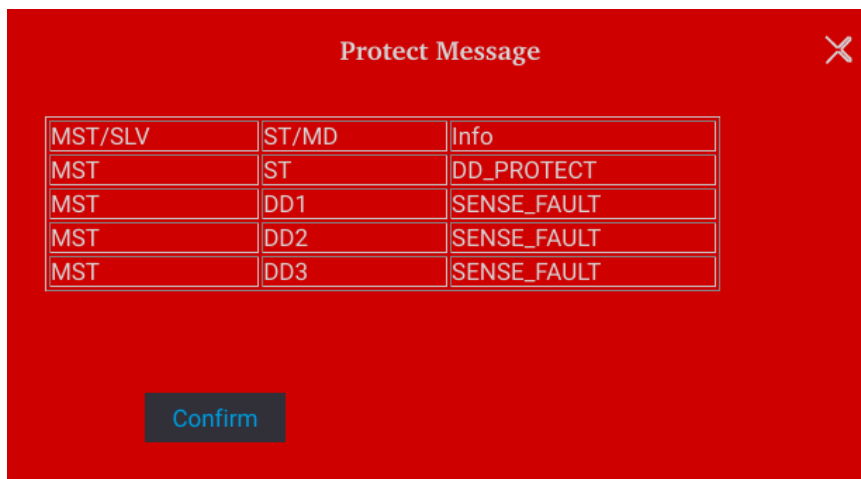 Protect Message
MST/SLV ST/MD Info
MST ST DD_PROTECT
MST DD1 SENSE_FAULT
MST DD2 SENSE_FAULT
MST DD3 SENSE_FAULT
Confirm